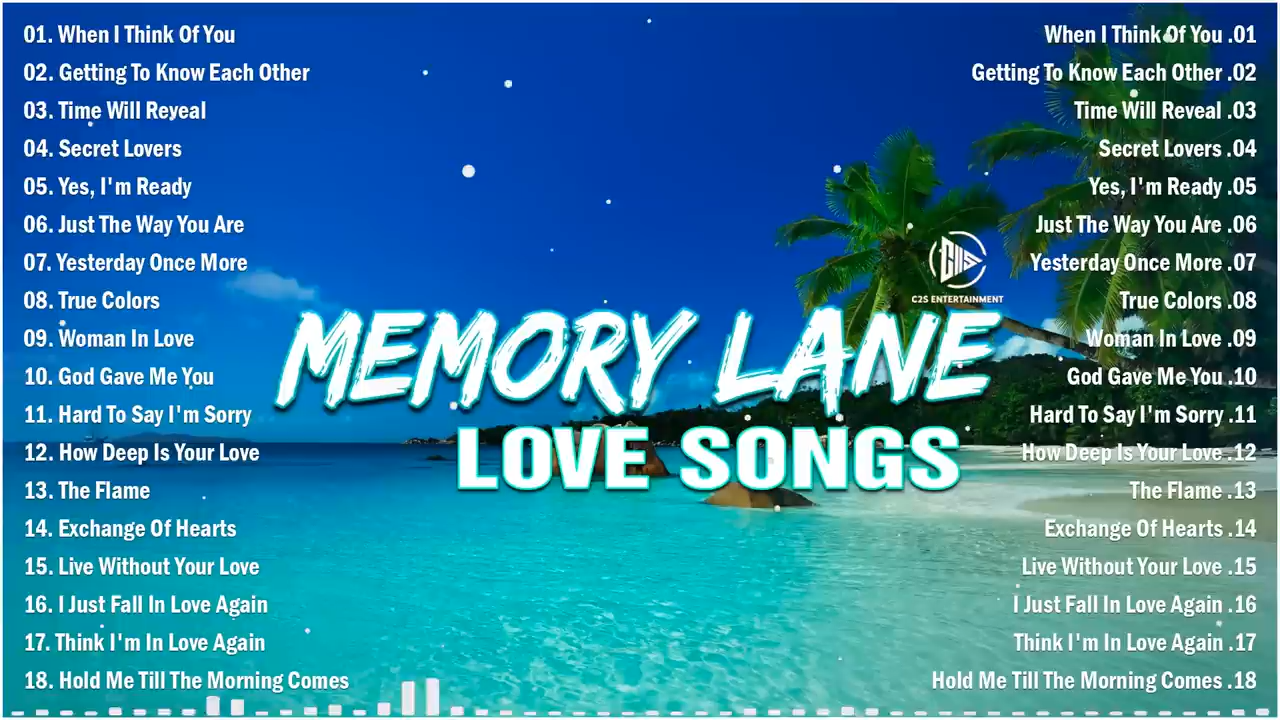 01. When I Think Of You
02. Getting To Know Each Other
03. Time Will Reveal
04. Secret Lovers
05. Yes, I'm Ready
06. Just The Way You Are
07. Yesterday Once More
08. True Colors
09. Woman In Love
10. God Gave Me You
11. Hard To Say I'm Sorry
12. How Deep Is Your Love
13. The Flame
14. Exchange Of Hearts
15. Live Without Your Love
16. I Just Fall In Love Again
17. Think I'm In Love Again
18. Hold Me Till The Morning Comes
C2S
C2S ENTERTAINMENT
MEMORY LANE
LOVE SONGS
When I Think Of You .01
Getting To Know Each Other .02
Time Will Reveal .03
Secret Lovers .04
Yes, I'm Ready .05
Just The Way You Are .06
Yesterday Once More .07
True Colors .08
Woman In Love .09
God Gave Me You .10
Hard To Say I'm Sorry .11
How Deep Is Your Love .12
The Flame .13
Exchange Of Hearts .14
Live Without Your Love .15
I Just Fall In Love Again .16
Think I'm In Love Again .17
Hold Me Till The Morning Comes .18